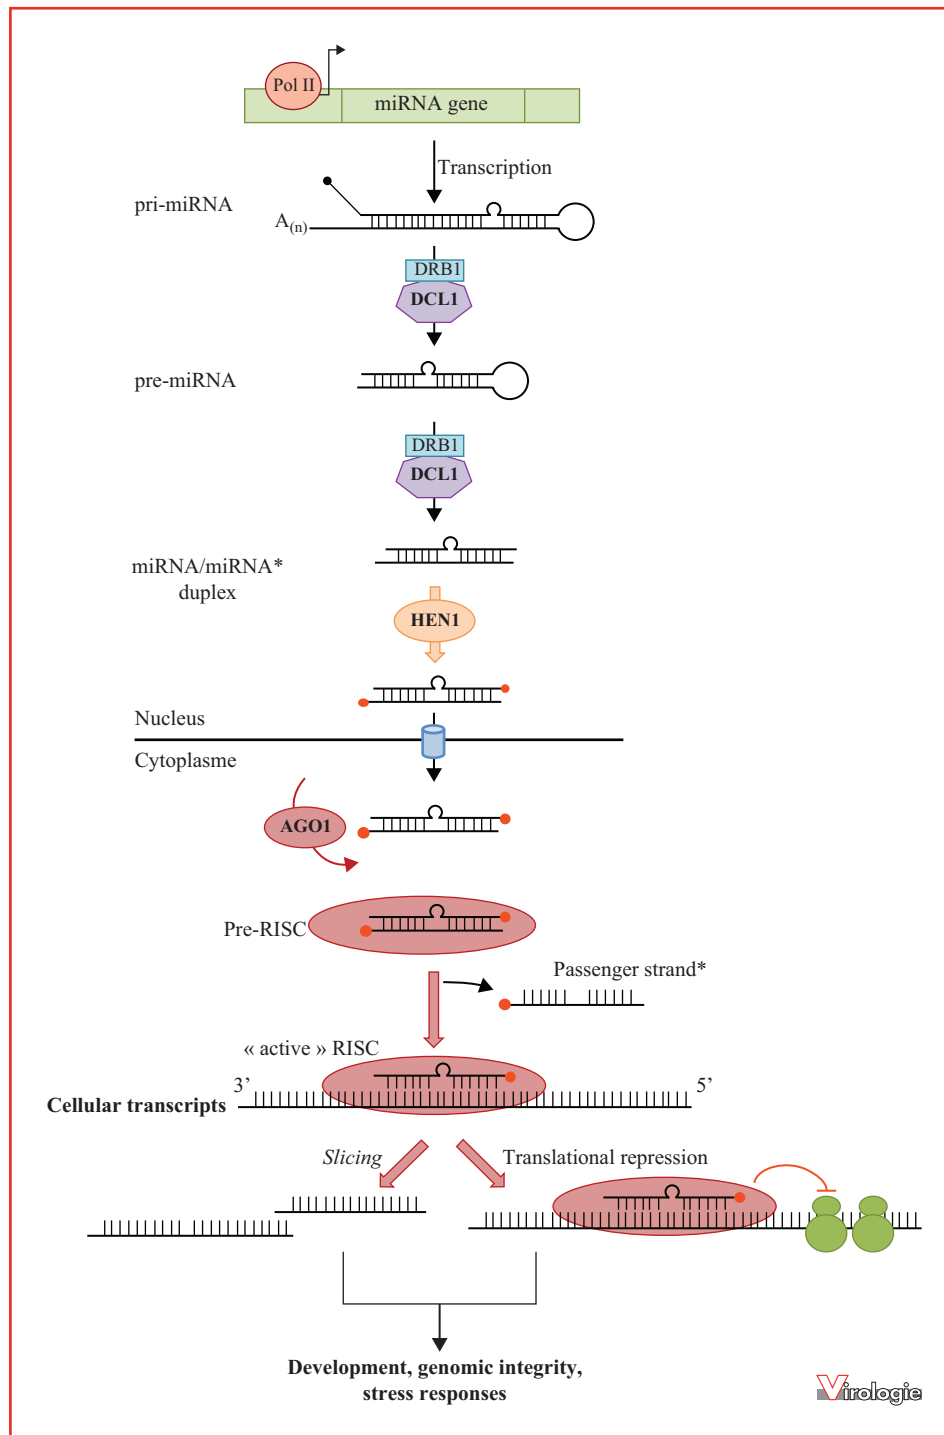 Pol II
miRNA gene
Transcription
pri-miRNA
A(n)
DRB1
DCL1
pre-miRNA
DRB1
DCL1
miRNA/miRNA*
duplex
HEN1
Nucleus
Cytoplasme
AGO1
Pre-RISC
Passenger strand*
« active » RISC
3’
5’
Cellular transcripts
Slicing
Translational repression
Development, genomic integrity,
stress responses
Virologie